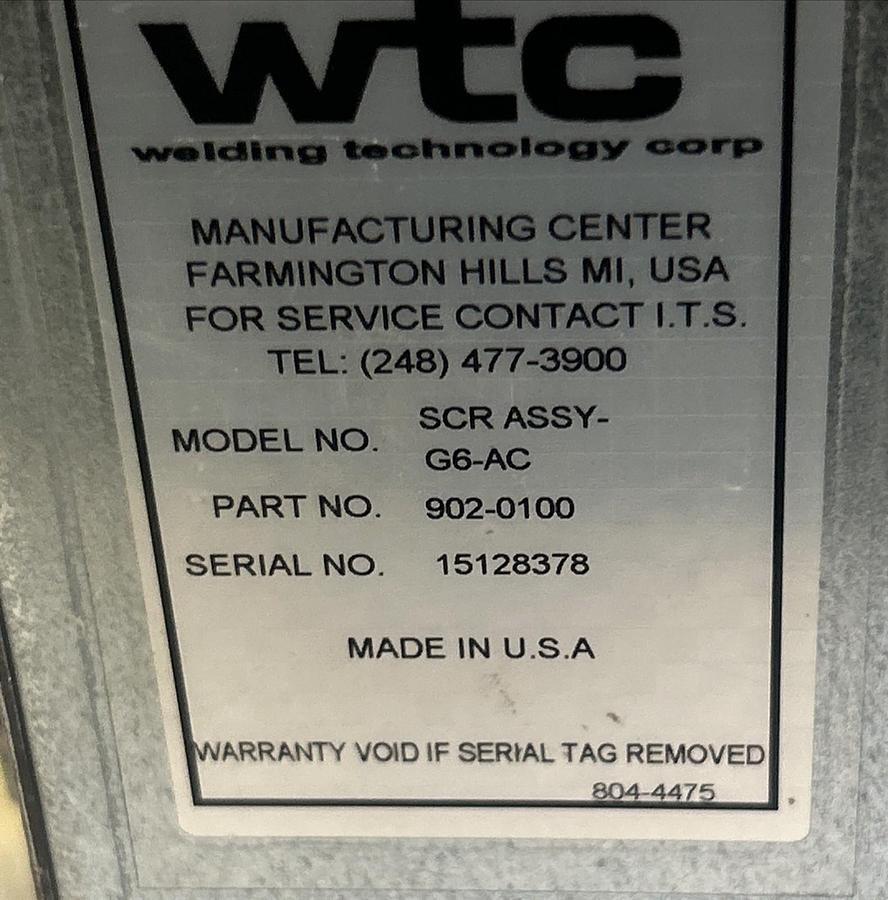 wtc
welding technology corp
MANUFACTURING CENTER
FARMINGTON HILLS MI, USA
FOR SERVICE CONTACT I.T.S.
TEL: (248) 477-3900
MODEL NO. SCR ASSY-
G6-AC
PART NO. 902-0100
SERIAL NO. 15128378
MADE IN U.S.A
WARRANTY VOID IF SERIAL TAG REMOVED
804-4475